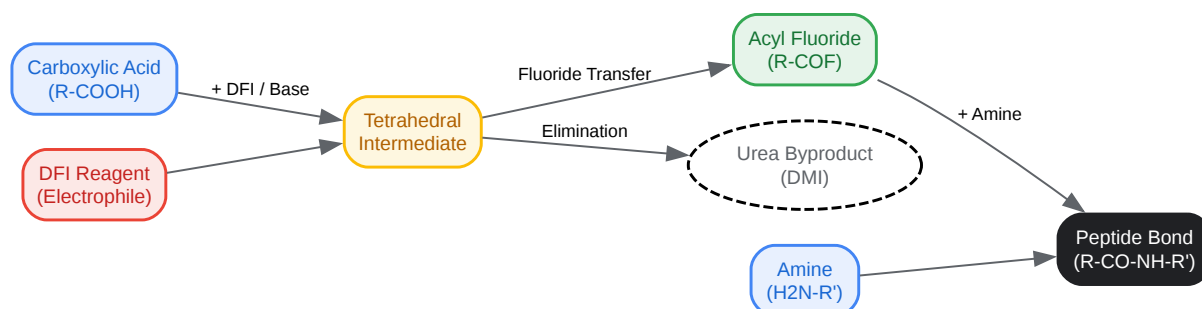 Carboxylic Acid
(R-COOH)
+ DFI / Base
DFI Reagent
(Electrophile)
Tetrahedral
Intermediate
Fluoride Transfer
Elimination
Acyl Fluoride
(R-COF)
Urea Byproduct
(DMI)
+ Amine
Amine
(H2N-R')
Peptide Bond
(R-CO-NH-R')